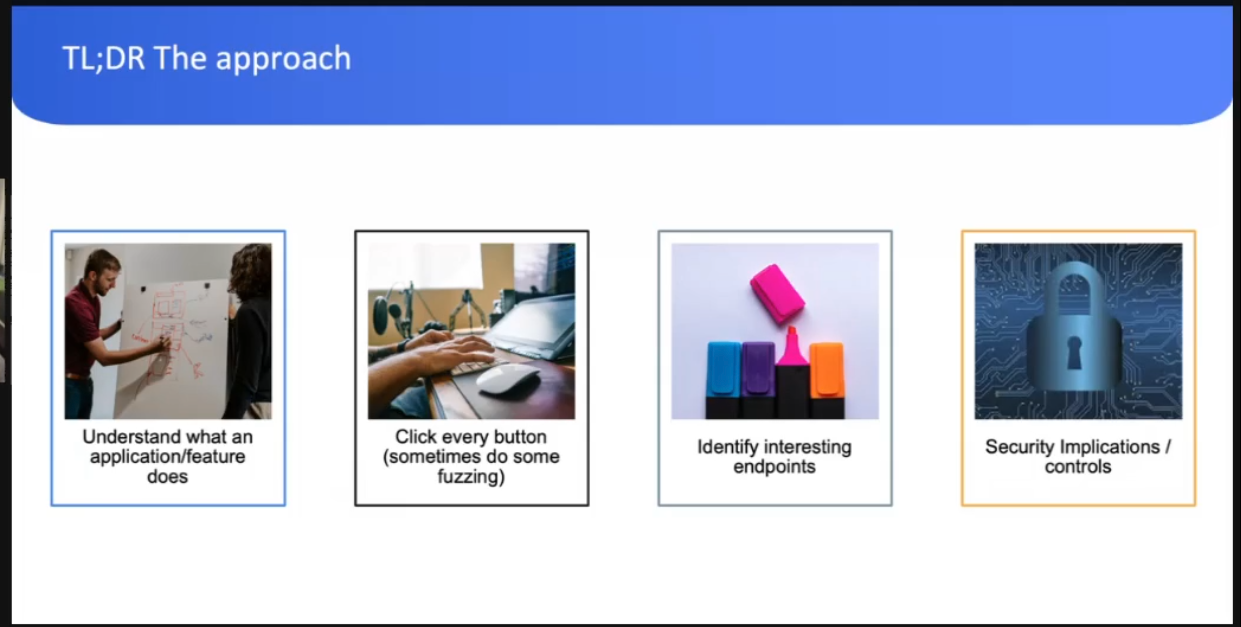 TL;DR The approach
Understand what an
application/feature
does
Click every button
(sometimes do some
fuzzing)
Identify interesting
endpoints
Security Implications /
controls